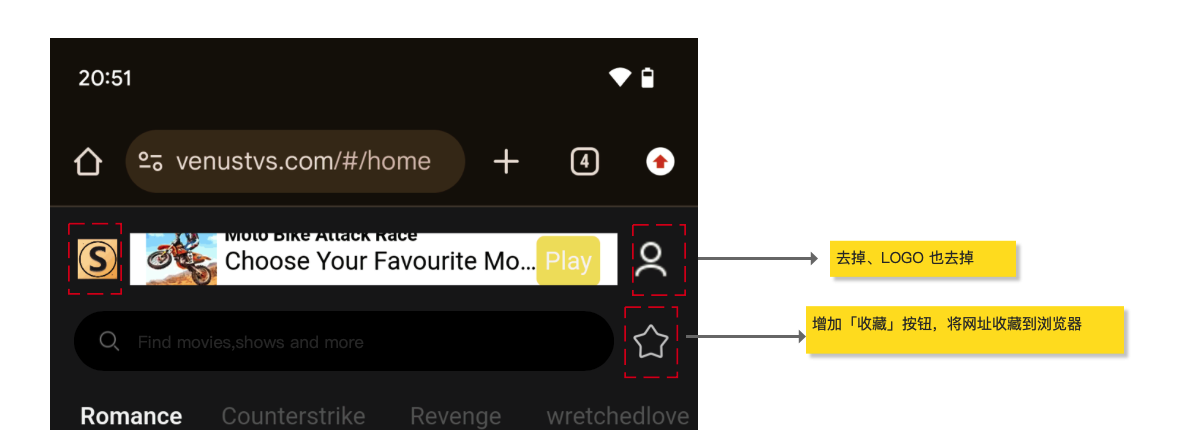 20:51
venustvs.com/#/home
4
S
Moto Bike Attack Race
Choose Your Favourite Mo...
Play
去掉、LOGO 也去掉
增加「收藏」按钮，将网址收藏到浏览器
Find movies,shows and more
Romance Counterstrike Revenge wretchedlove